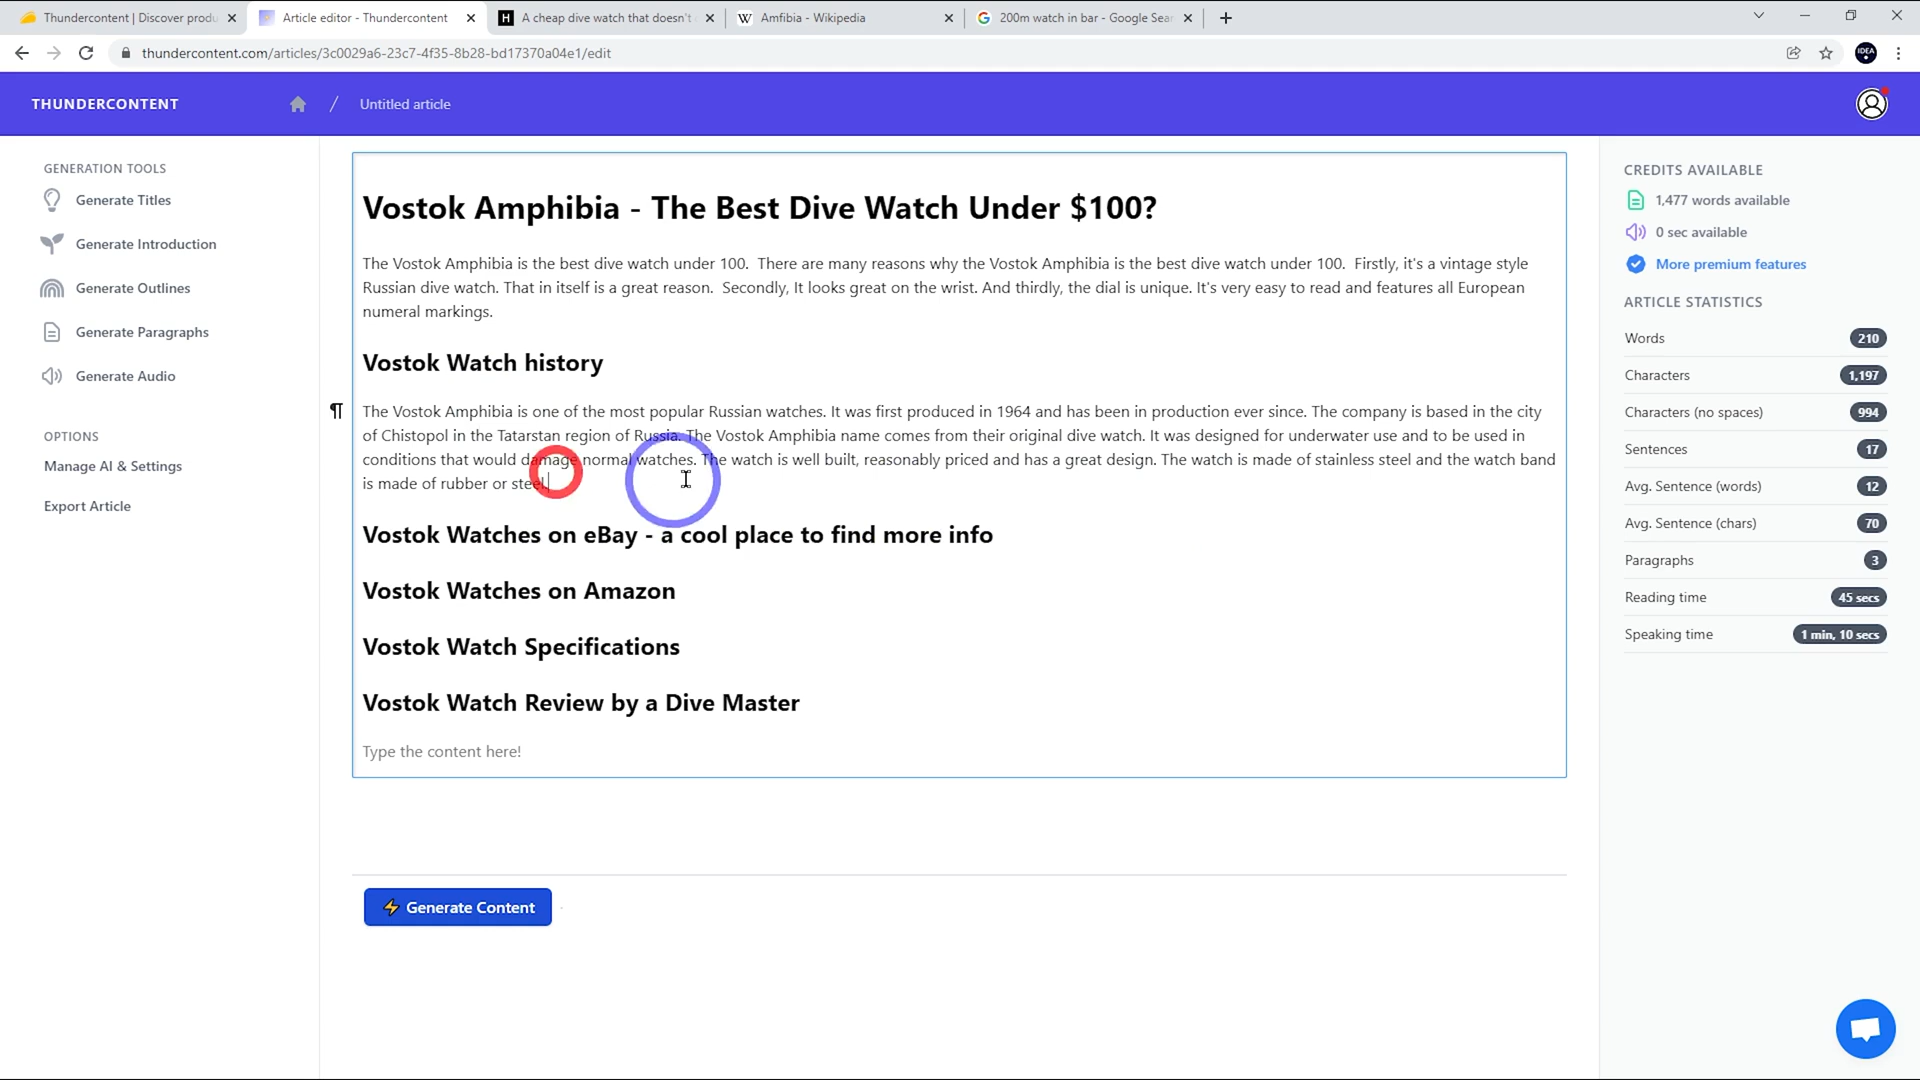 Thundercontent | Discover produ
Article editor - Thundercontent
H
A cheap dive watch that doesn't
W
Amfibia - Wikipedia
G
200m watch in bar - Google Sear
thundercontent.com/articles/3c0029a6-23c7-4f35-8b28-bd17370a04e1/edit
IDEA
THUNDERCONTENT
/
Untitled article
GENERATION TOOLS
Generate Titles
Generate Introduction
Generate Outlines
Generate Paragraphs
Generate Audio
OPTIONS
Manage AI & Settings
Export Article
Vostok Amphibia - The Best Dive Watch Under $100?
The Vostok Amphibia is the best dive watch under 100.  There are many reasons why the Vostok Amphibia is the best dive watch under 100.  Firstly, it's a vintage style
Russian dive watch. That in itself is a great reason.  Secondly, It looks great on the wrist. And thirdly, the dial is unique. It's very easy to read and features all European
numeral markings.
Vostok Watch history
¶
The Vostok Amphibia is one of the most popular Russian watches. It was first produced in 1964 and has been in production ever since. The company is based in the city
of Chistopol in the Tatarstan region of Russia. The Vostok Amphibia name comes from their original dive watch. It was designed for underwater use and to be used in
conditions that would damage normal watches. The watch is well built, reasonably priced and has a great design. The watch is made of stainless steel and the watch band
is made of rubber or steel.
Vostok Watches on eBay - a cool place to find more info
Vostok Watches on Amazon
Vostok Watch Specifications
Vostok Watch Review by a Dive Master
Type the content here!
⚡ Generate Content
CREDITS AVAILABLE
1,477 words available
0 sec available
More premium features
ARTICLE STATISTICS
Words 210
Characters 1,197
Characters (no spaces) 994
Sentences 17
Avg. Sentence (words) 12
Avg. Sentence (chars) 70
Paragraphs 3
Reading time 45 secs
Speaking time 1 min, 10 secs